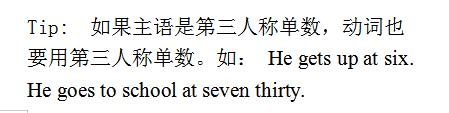 Tip: 如果主语是第三人称单数，动词也
要用第三人称单数。如： He gets up at six.
He goes to school at seven thirty.